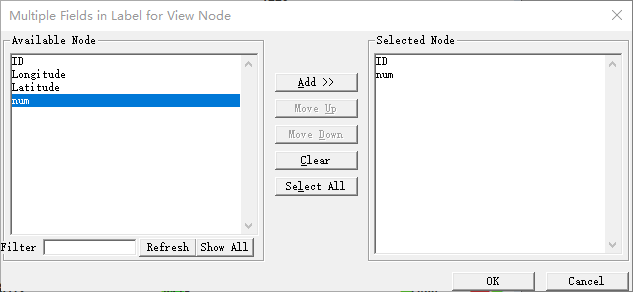 Multiple Fields in Label for View Node
Available Node
ID
Longitude
Latitude
num
Filter
Refresh
Show All
Add >>
Move Up
Move Down
Clear
Select All
Selected Node
ID
num
OK
Cancel